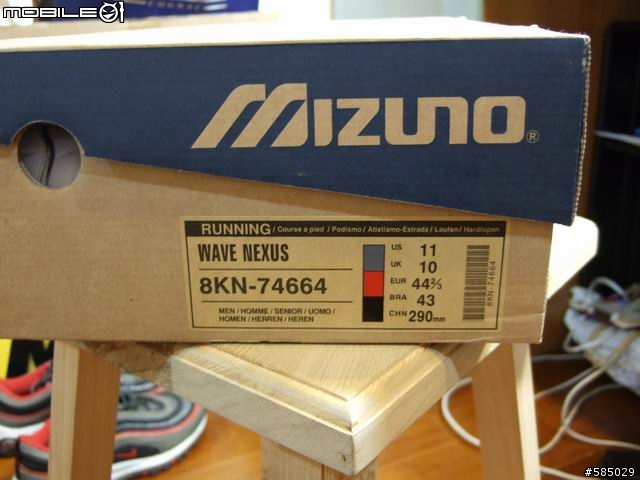 MOBILE01
MIZUNO®
RUNNING / Course a pied / Podismo / Atletismo-Estrada / Laufen / Hardlopen
WAVE NEXUS
8KN-74664
MEN / HOMME / SENIOR / UOMO /
HOMEN / HERREN / HEREN
US 11
UK 10
EUR 44⅔
BRA 43
CHN 290mm
8KN-74664
#585029